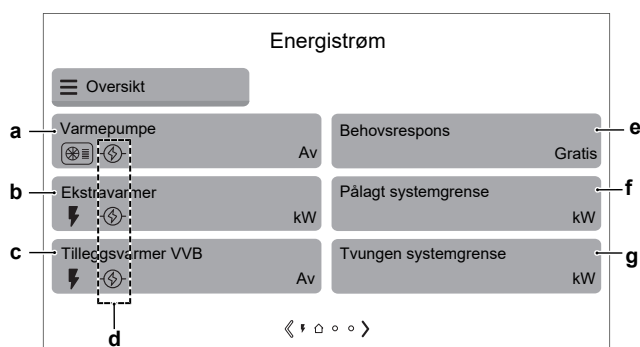 Energistrøm
Oversikt
a
Varmepumpe
Av
Behovsrespons
Gratis
e
b
Ekstravarmer
kW
Pålagt systemgrense
kW
f
c
Tilleggsvarmer VVB
Av
Tvungen systemgrense
kW
g
d